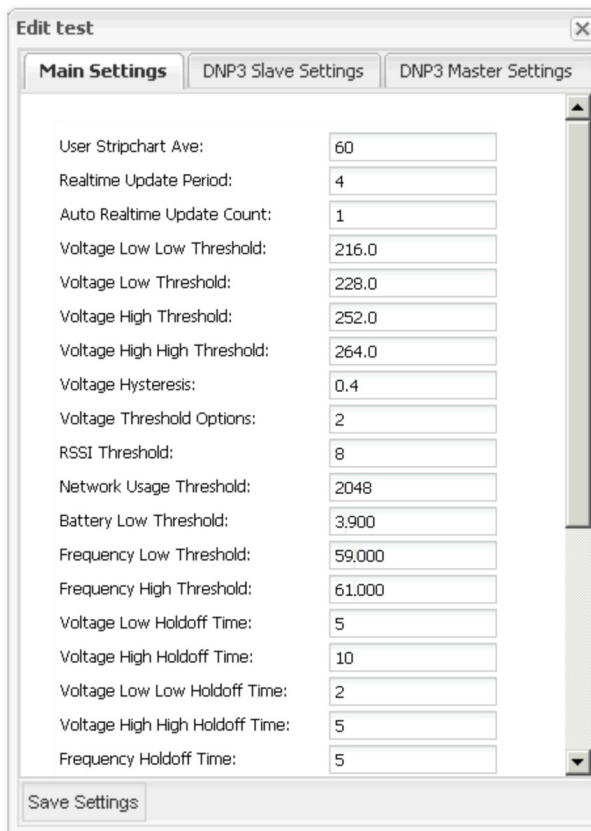 Edit test
Main Settings DNP3 Slave Settings DNP3 Master Settings
User Stripchart Ave: 60
Realtime Update Period: 4
Auto Realtime Update Count: 1
Voltage Low Low Threshold: 216.0
Voltage Low Threshold: 228.0
Voltage High Threshold: 252.0
Voltage High High Threshold: 264.0
Voltage Hysteresis: 0.4
Voltage Threshold Options: 2
RSSI Threshold: 8
Network Usage Threshold: 2048
Battery Low Threshold: 3.900
Frequency Low Threshold: 59.000
Frequency High Threshold: 61.000
Voltage Low Holdoff Time: 5
Voltage High Holdoff Time: 10
Voltage Low Low Holdoff Time: 2
Voltage High High Holdoff Time: 5
Frequency Holdoff Time: 5
Save Settings